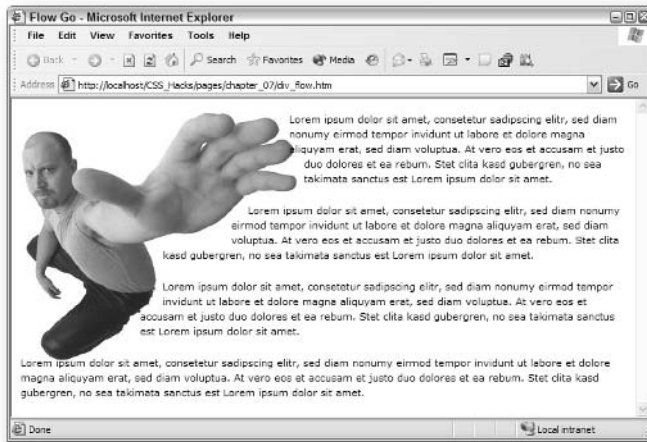 Flow Go - Microsoft Internet Explorer
File Edit View Favorites Tools Help
Back Search Favorites Media
Address http://localhost/CSS_Hacks/pages/chapter_07/div_flow.htm Go
Lorem ipsum dolor sit amet, consetetur sadipscing elitr, sed diam
nonumy eirmod tempor invidunt ut labore et dolore magna
aliquyam erat, sed diam voluptua. At vero eos et accusam et justo
duo dolores et ea rebum. Stet clita kasd gubergren, no sea
takimata sanctus est Lorem ipsum dolor sit amet.
Lorem ipsum dolor sit amet, consetetur sadipscing elitr, sed diam nonumy
eirmod tempor invidunt ut labore et dolore magna aliquyam erat, sed diam
voluptua. At vero eos et accusam et justo duo dolores et ea rebum. Stet clita
kasd gubergren, no sea takimata sanctus est Lorem ipsum dolor sit amet.
Lorem ipsum dolor sit amet, consetetur sadipscing elitr, sed diam nonumy eirmod tempor
invidunt ut labore et dolore magna aliquyam erat, sed diam
voluptua. At vero eos et accusam et justo duo dolores et ea rebum. Stet clita kasd gubergren, no sea takimata sanctus
est Lorem ipsum dolor sit amet.
Lorem ipsum dolor sit amet, consetetur sadipscing elitr, sed diam nonumy eirmod tempor invidunt ut labore et dolore
magna aliquyam erat, sed diam voluptua. At vero eos et accusam et justo duo dolores et ea rebum. Stet clita kasd
gubergren, no sea takimata sanctus est Lorem ipsum dolor sit amet.
Done Local intranet